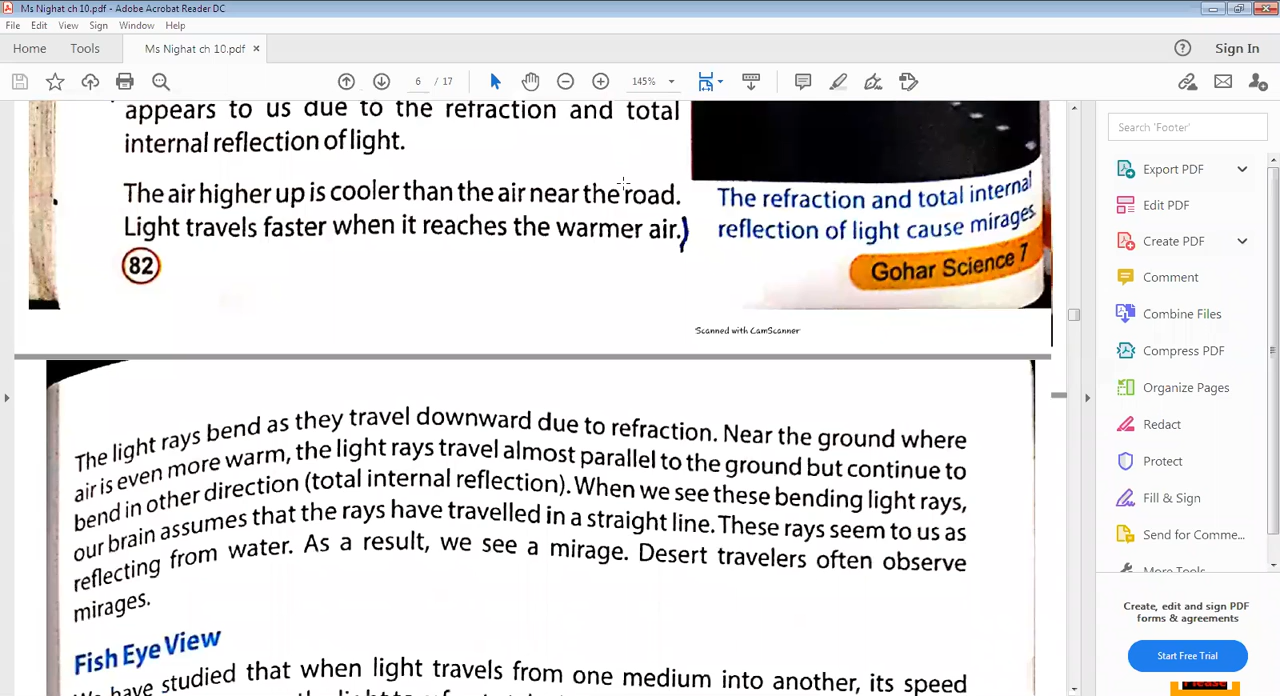 Ms Nighat ch 10.pdf - Adobe Acrobat Reader DC
File Edit View Sign Window Help
Home Tools Ms Nighat ch 10.pdf × Sign In
6 / 17 145%
appears to us due to the refraction and total
internal reflection of light.
The air higher up is cooler than the air near the road.
Light travels faster when it reaches the warmer air.
82
The refraction and total internal
reflection of light cause mirages.
Gohar Science 7
Scanned with CamScanner
The light rays bend as they travel downward due to refraction. Near the ground where
air is even more warm, the light rays travel almost parallel to the ground but continue to
bend in other direction (total internal reflection). When we see these bending light rays,
our brain assumes that the rays have travelled in a straight line. These rays seem to us as
reflecting from water. As a result, we see a mirage. Desert travelers often observe
mirages.
Fish Eye View
We have studied that when light travels from one medium into another, its speed
Search 'Footer'
Export PDF
Edit PDF
Create PDF
Comment
Combine Files
Compress PDF
Organize Pages
Redact
Protect
Fill & Sign
Send for Comme...
More Tools
Create, edit and sign PDF
forms & agreements
Start Free Trial
Please